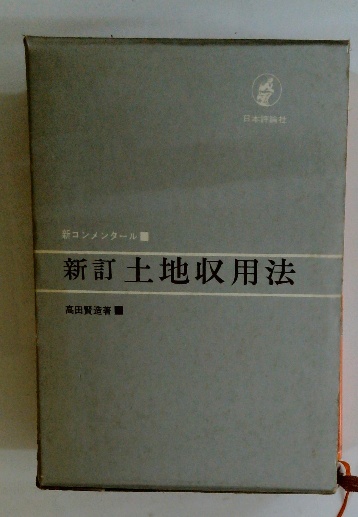 日本評論社
新コンメンタール■
新訂 土地収用法
高田賢造著■